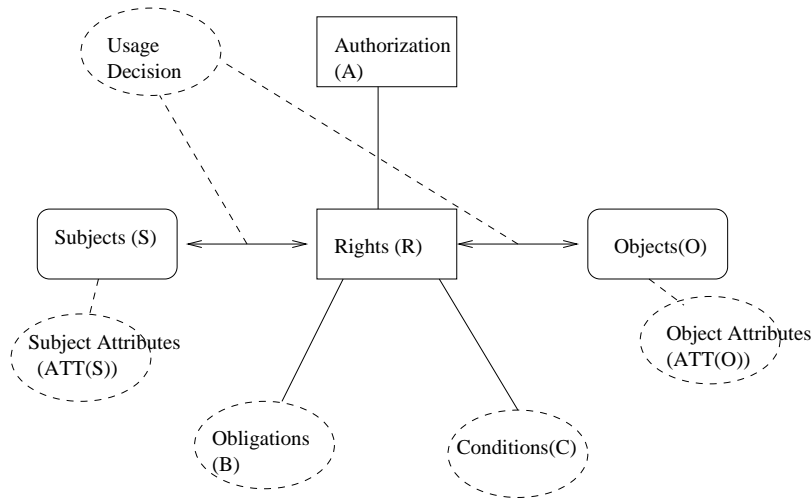 Usage
Decision
Authorization
(A)
Subjects (S)
Rights (R)
Objects(O)
Subject Attributes
(ATT(S))
Object Attributes
(ATT(O))
Obligations
(B)
Conditions(C)